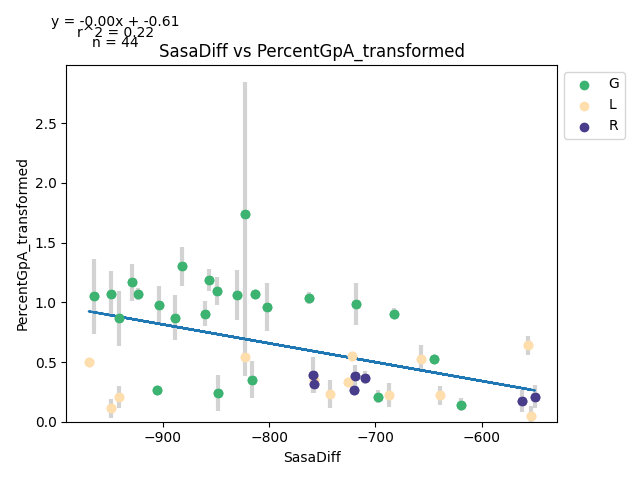 y = -0.00x + -0.61
r^2 = 0.22
n = 44
SasaDiff vs PercentGpA_transformed
G
L
R
PercentGpA_transformed
2.5
2.0
1.5
1.0
0.5
0.0
−900
−800
−700
−600
SasaDiff